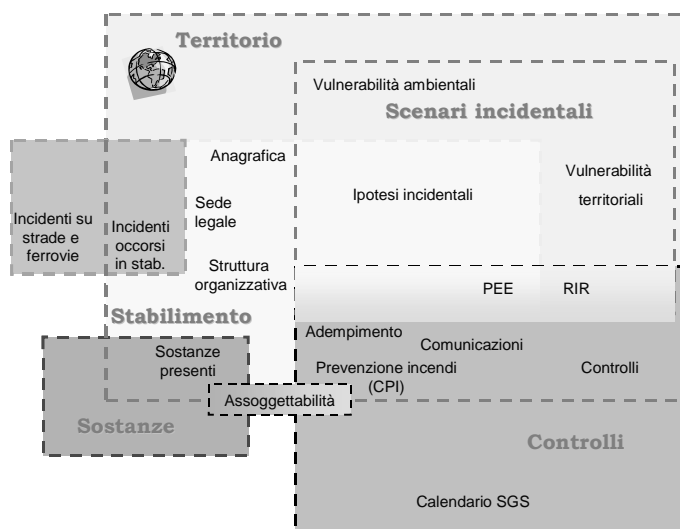 Territorio
Vulnerabilità ambientali
Scenari incidentali
Anagrafica
Ipotesi incidentali
Vulnerabilità
territoriali
Sede
legale
Incidenti su
strade e
ferrovie
Incidenti
occorsi
in stab.
Struttura
organizzativa
PEE
RIR
Stabilimento
Adempimento
Comunicazioni
Sostanze
presenti
Prevenzione incendi
(CPI)
Controlli
Assoggettabilità
Sostanze
Controlli
Calendario SGS